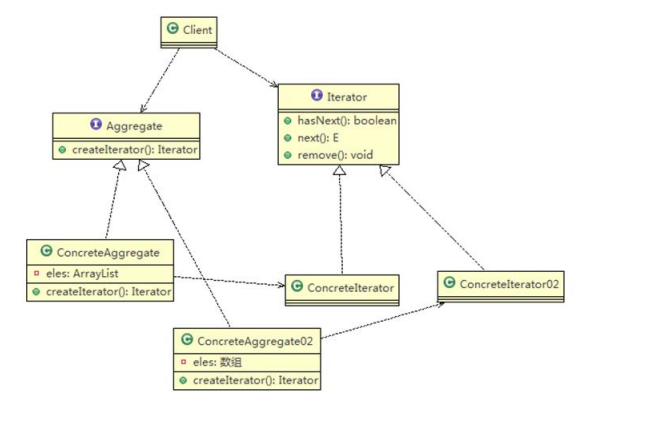 Client
Iterator
hasNext(): boolean
next(): E
remove(): void
Aggregate
createIterator(): Iterator
ConcreteAggregate
eles: ArrayList
createIterator(): Iterator
ConcreteIterator
ConcreteIterator02
ConcreteAggregate02
eles: 数组
createIterator(): Iterator